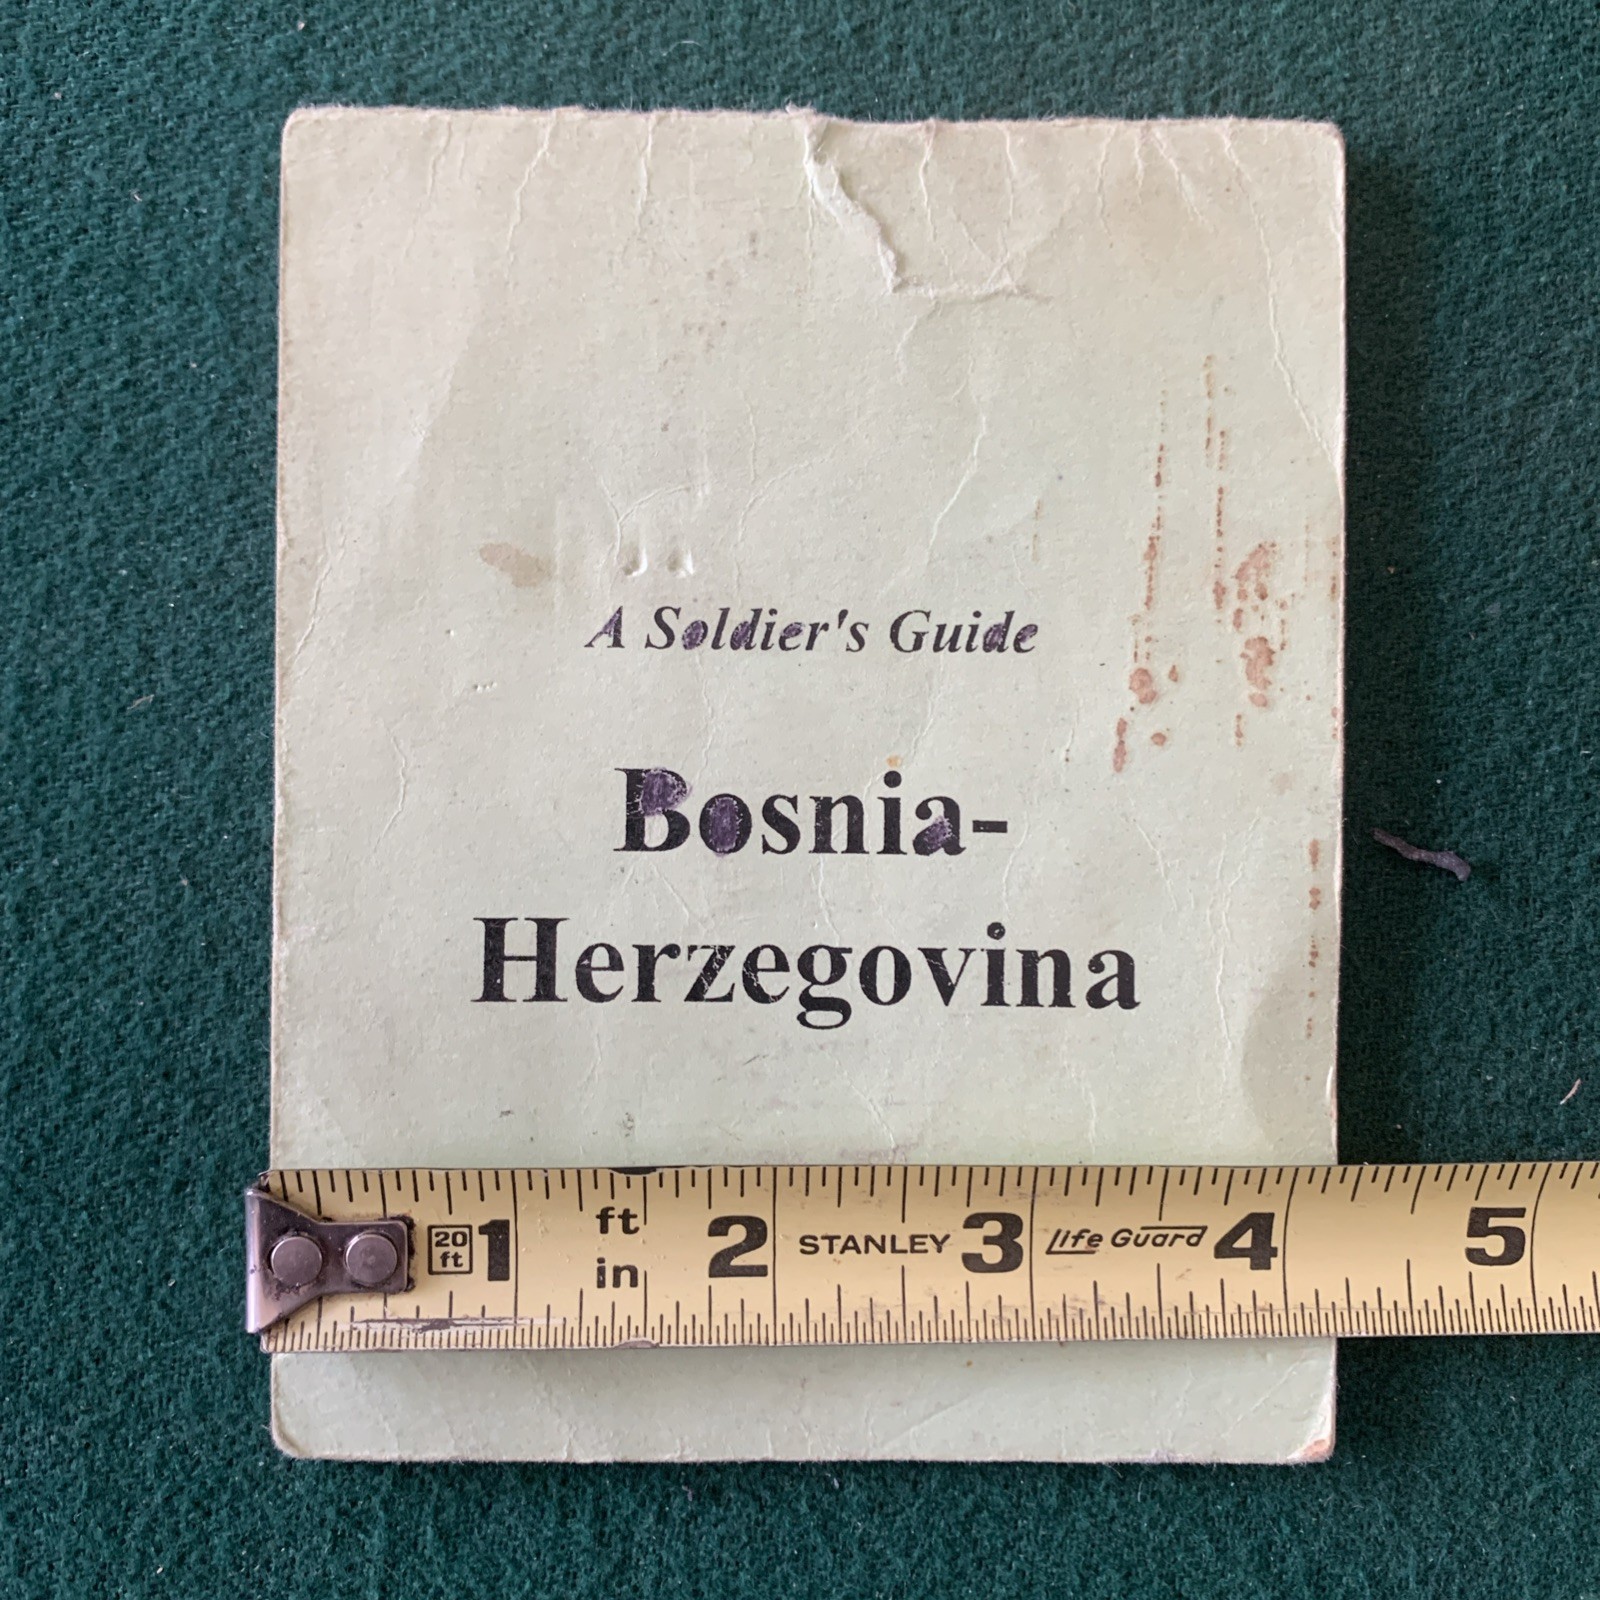 A Soldier's Guide
Bosnia-
Herzegovina
20 ft 1 ft in 2 STANLEY 3 Life Guard 4 5